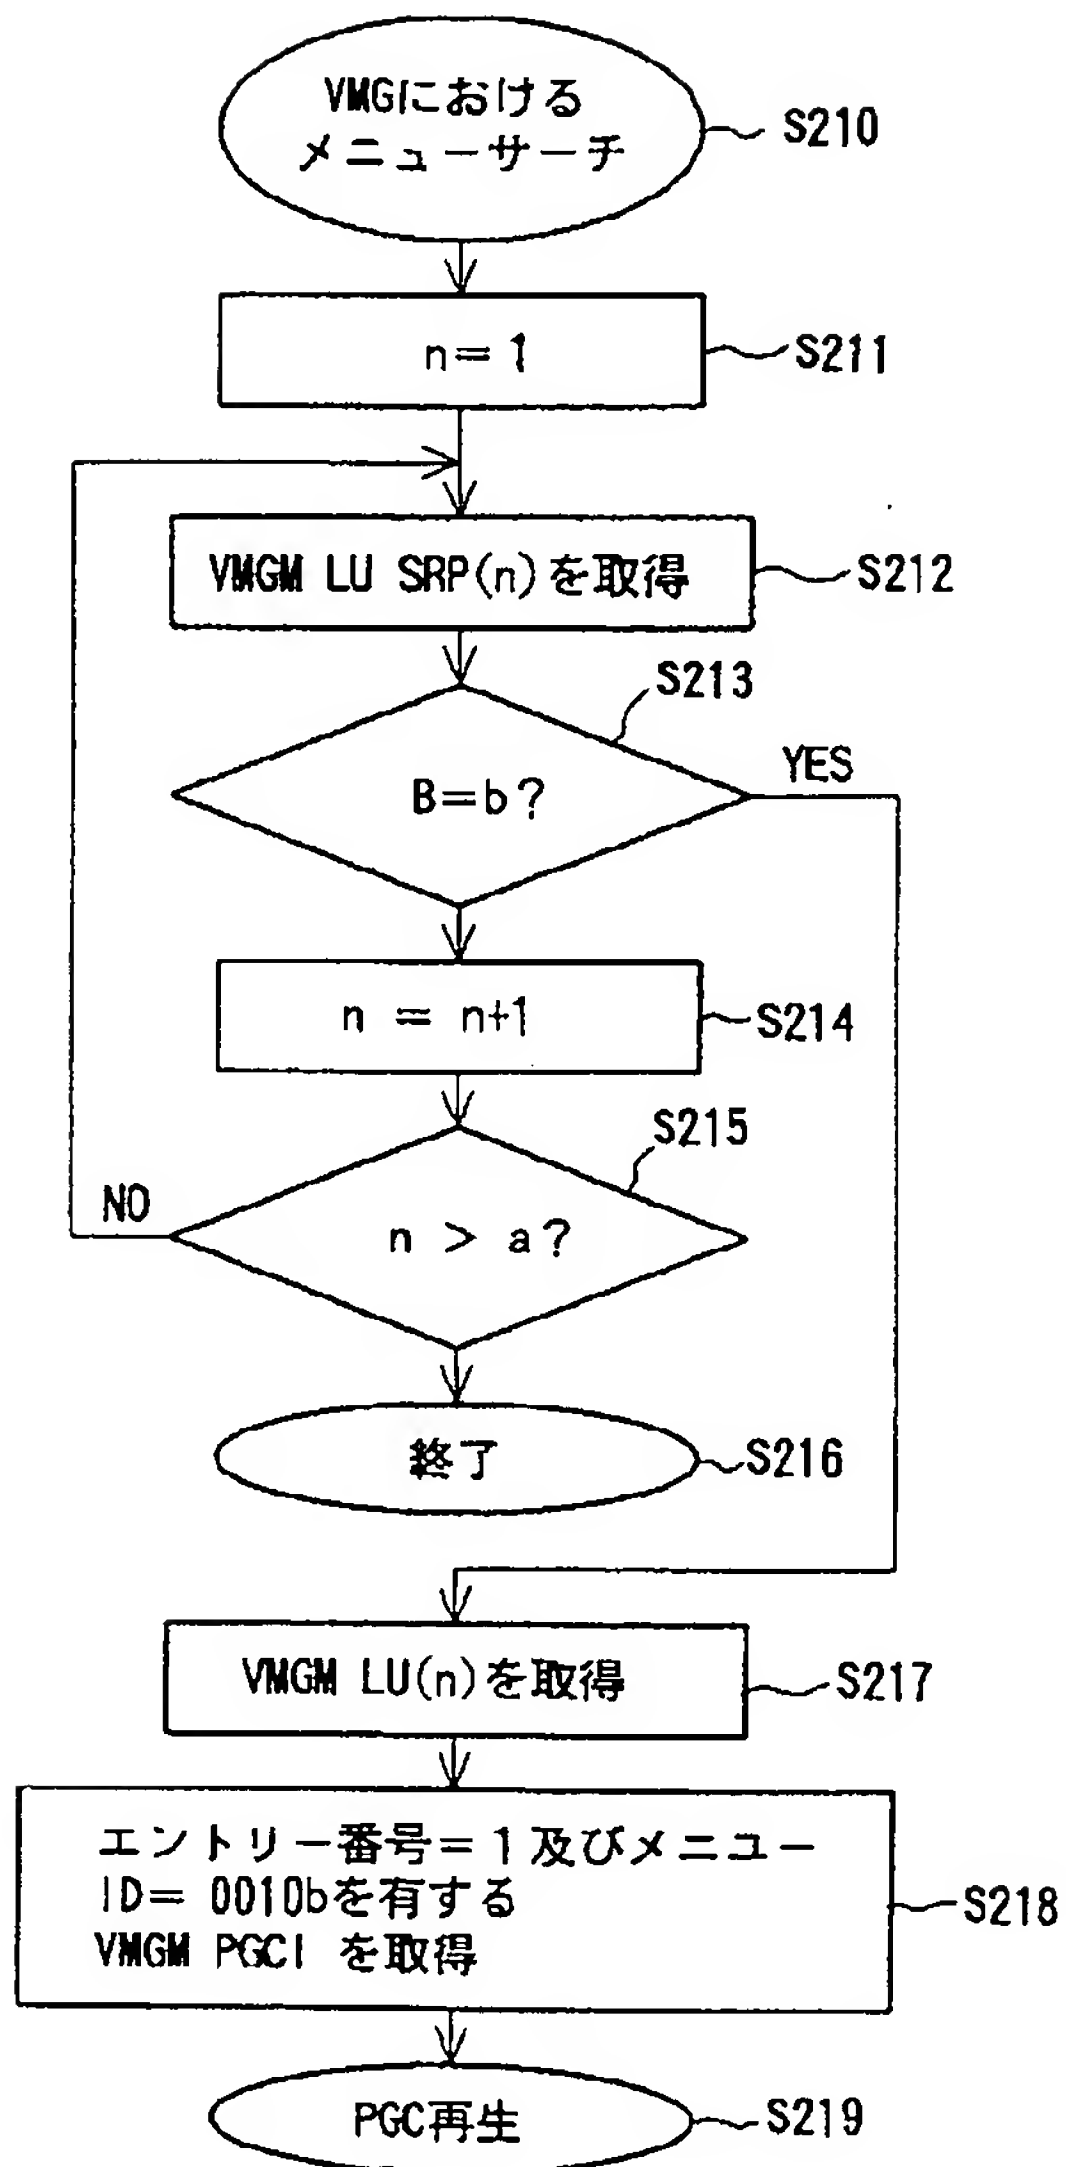 VMGにおける
メニューサーチ
S210
n=1
S211
VMGM LU SRP(n)を取得
S212
S213
B=b?
YES
n = n+1
S214
S215
NO
n > a?
終了
S216
VMGM LU(n)を取得
S217
エントリー番号=1及びメニュー
ID= 0010bを有する
VMGM PGCI を取得
S218
PGC再生
S219